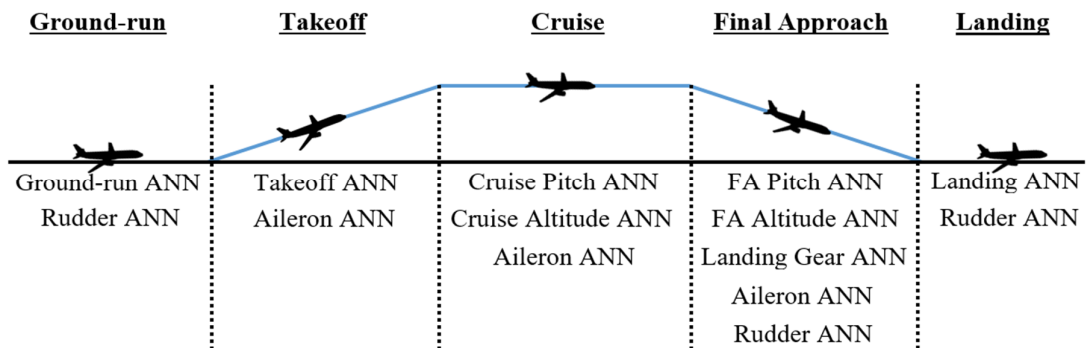 Ground-run Takeoff Cruise Final Approach Landing
Ground-run ANN Takeoff ANN Cruise Pitch ANN FA Pitch ANN Landing ANN
Rudder ANN Aileron ANN Cruise Altitude ANN FA Altitude ANN Rudder ANN
Aileron ANN Landing Gear ANN
Aileron ANN
Rudder ANN